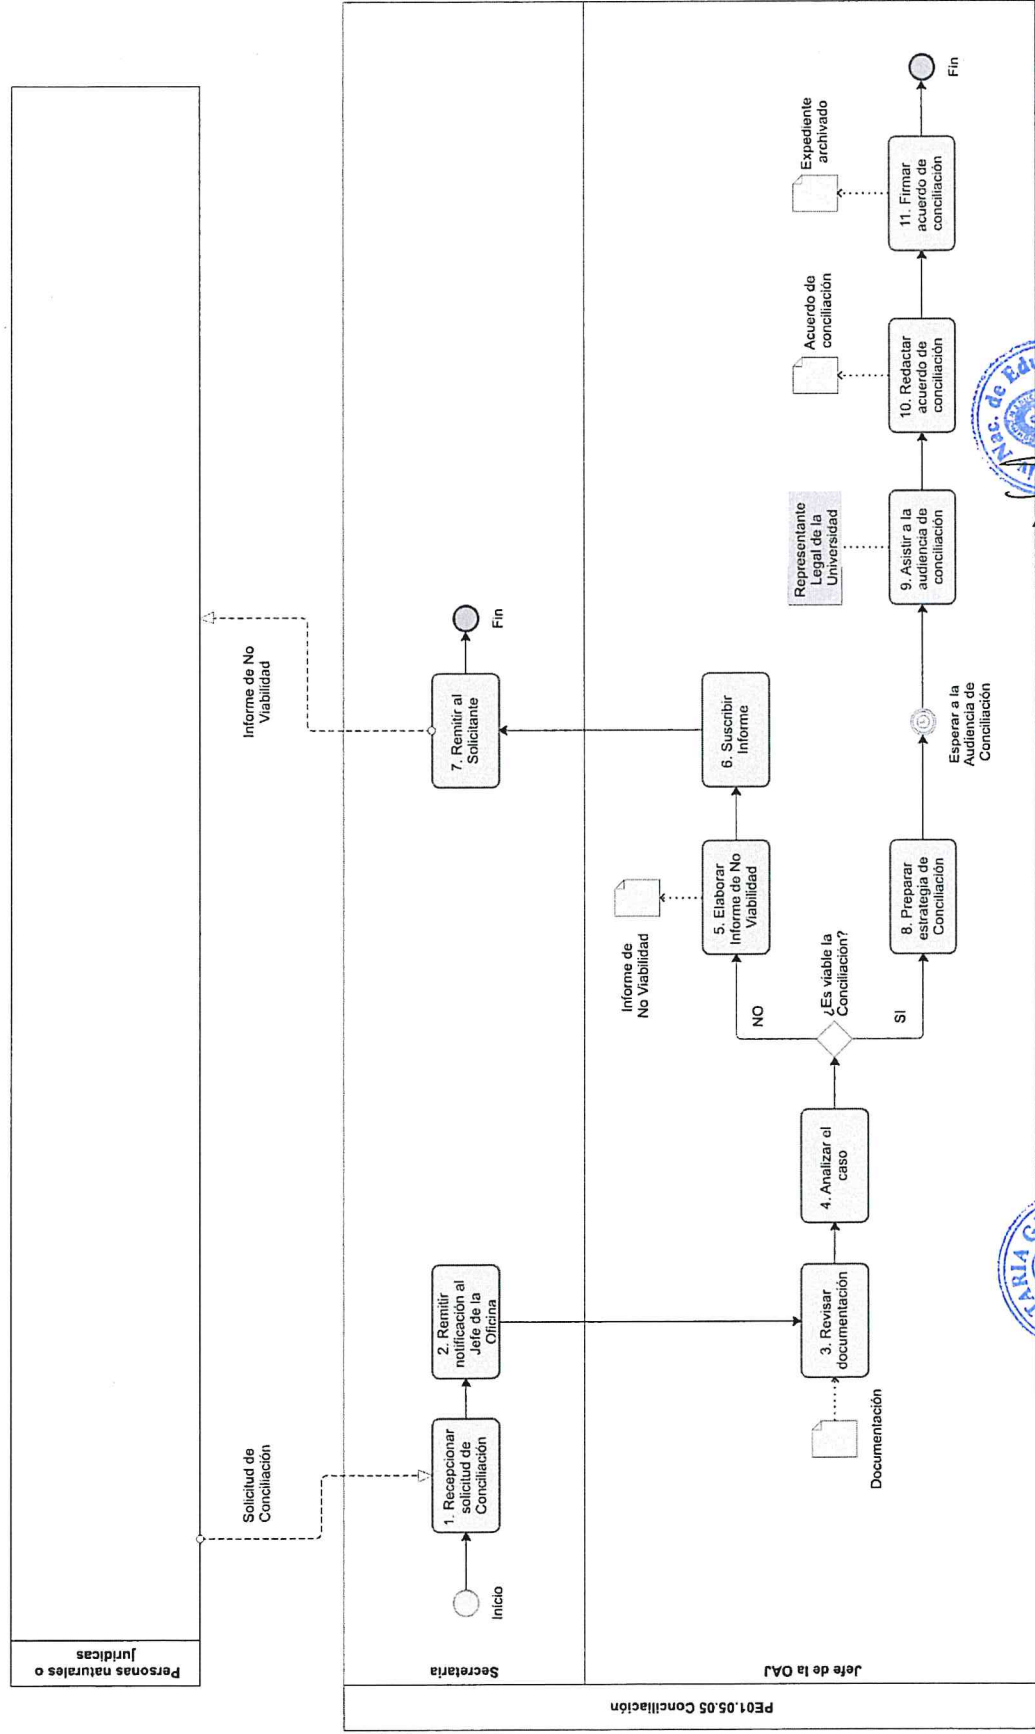 Personas naturales o
jurídicas
Solicitud de
Conciliación
Informe de No
Viabilidad
PE01.05.05 Conciliación
Secretaria
Inicio
1. Recepcionar
solicitud de
Conciliación
2. Remitir
notificación al
Jefe de la
Oficina
7. Remitir al
Solicitante
Fin
Jefe de la OAJ
Documentación
3. Revisar
documentación
4. Analizar el
caso
¿Es viable la
Conciliación?
NO
SI
Informe de
No Viabilidad
5. Elaborar
Informe de No
Viabilidad
6. Suscribir
Informe
8. Preparar
estrategia de
Conciliación
Esperar a la
Audiencia de
Conciliación
Representante
Legal de la
Universidad
9. Asistir a la
audiencia de
conciliación
Acuerdo de
conciliación
10. Redactar
acuerdo de
conciliación
Expediente
archivado
11. Firmar
acuerdo de
conciliación
Fin
Nac. de Edu
TARIA G